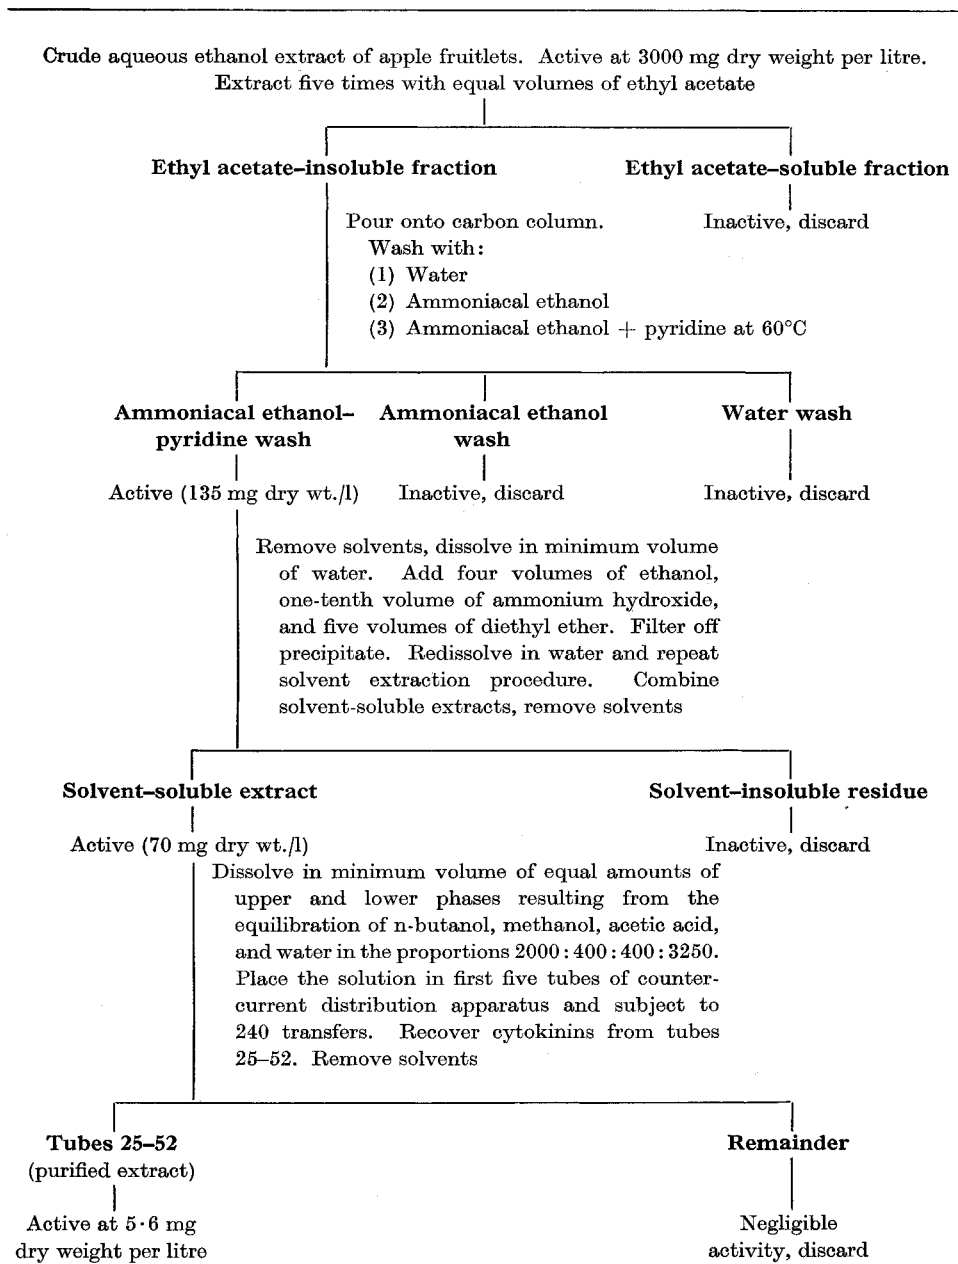 Crude aqueous ethanol extract of apple fruitlets. Active at 3000 mg dry weight per litre.
Extract five times with equal volumes of ethyl acetate
Ethyl acetate–insoluble fraction
Ethyl acetate–soluble fraction
Pour onto carbon column.
Wash with:
(1) Water
(2) Ammoniacal ethanol
(3) Ammoniacal ethanol + pyridine at 60°C
Inactive, discard
Ammoniacal ethanol–
pyridine wash
Ammoniacal ethanol
wash
Water wash
Active (135 mg dry wt./l)
Inactive, discard
Inactive, discard
Remove solvents, dissolve in minimum volume
of water. Add four volumes of ethanol,
one-tenth volume of ammonium hydroxide,
and five volumes of diethyl ether. Filter off
precipitate. Redissolve in water and repeat
solvent extraction procedure. Combine
solvent-soluble extracts, remove solvents
Solvent–soluble extract
Solvent–insoluble residue
Active (70 mg dry wt./l)
Inactive, discard
Dissolve in minimum volume of equal amounts of
upper and lower phases resulting from the
equilibration of n-butanol, methanol, acetic acid,
and water in the proportions 2000 : 400 : 400 : 3250.
Place the solution in first five tubes of counter-
current distribution apparatus and subject to
240 transfers. Recover cytokinins from tubes
25–52. Remove solvents
Tubes 25–52
(purified extract)
Remainder
Active at 5·6 mg
dry weight per litre
Negligible
activity, discard